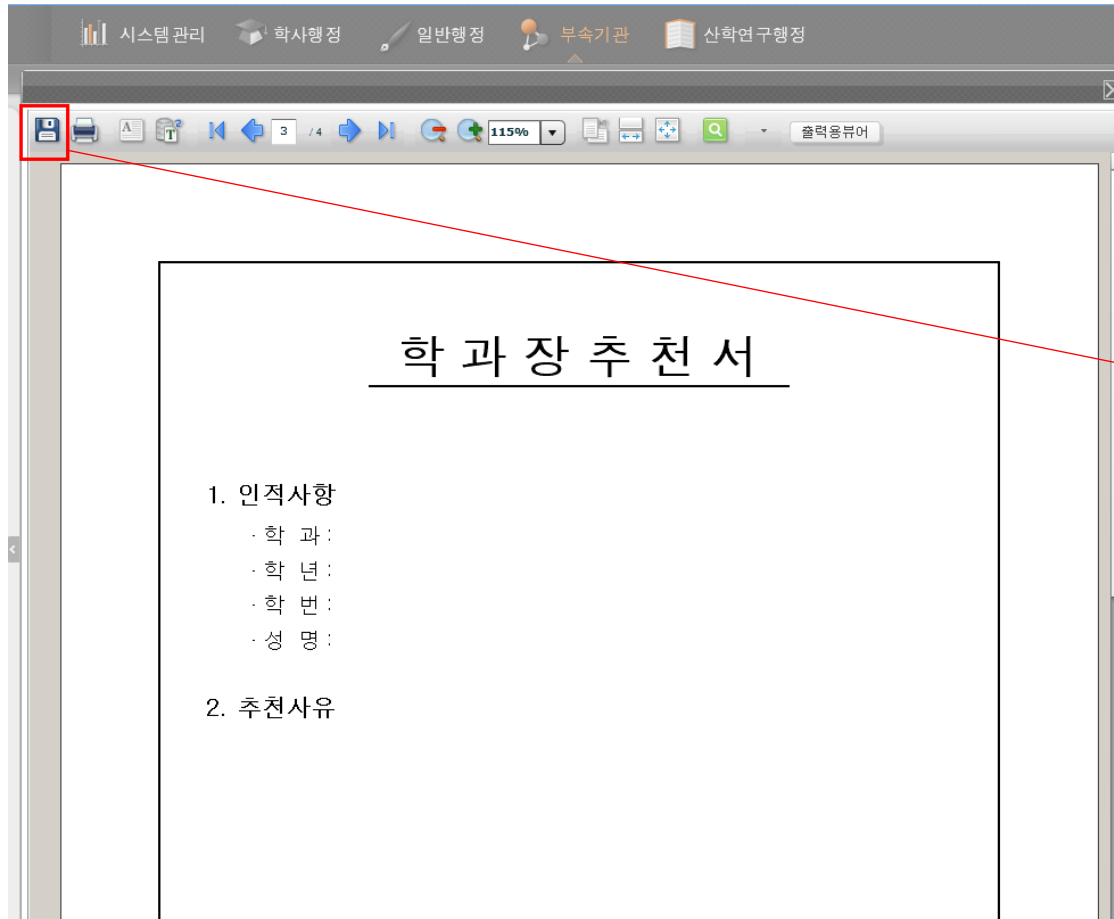 시스템관리 학사행정 일반행정 부속기관 산학연구행정
3 /4 115% 출력용뷰어
학과장추천서
1. 인적사항
· 학 과 :
· 학 년 :
· 학 번 :
· 성 명 :
2. 추천사유